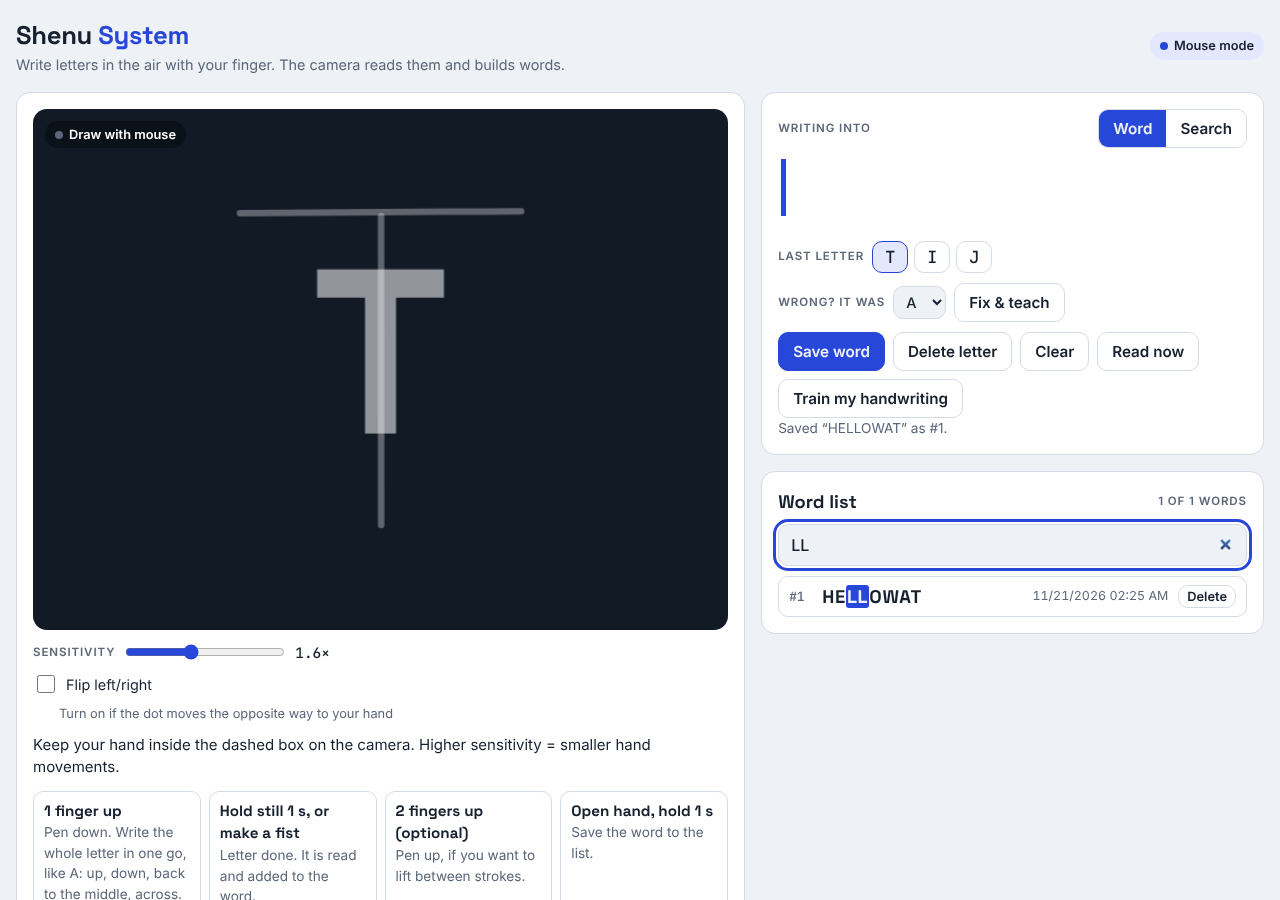 Shenu System
Mouse mode
Write letters in the air with your finger. The camera reads them and builds words.
Draw with mouse
T
SENSITIVITY 1.6×
Flip left/right
Turn on if the dot moves the opposite way to your hand
Keep your hand inside the dashed box on the camera. Higher sensitivity = smaller hand
movements.
1 finger up
Pen down. Write the
whole letter in one go,
like A: up, down, back
to the middle, across.
Hold still 1 s, or
make a fist
Letter done. It is read
and added to the
word.
2 fingers up
(optional)
Pen up, if you want to
lift between strokes.
Open hand, hold 1 s
Save the word to the
list.
WRITING INTO
Word Search
LAST LETTER T I J
WRONG? IT WAS A Fix & teach
Save word Delete letter Clear Read now
Train my handwriting
Saved “HELLOWAT” as #1.
Word list 1 OF 1 WORDS
LL ×
#1 HELLOWAT 11/21/2026 02:25 AM Delete